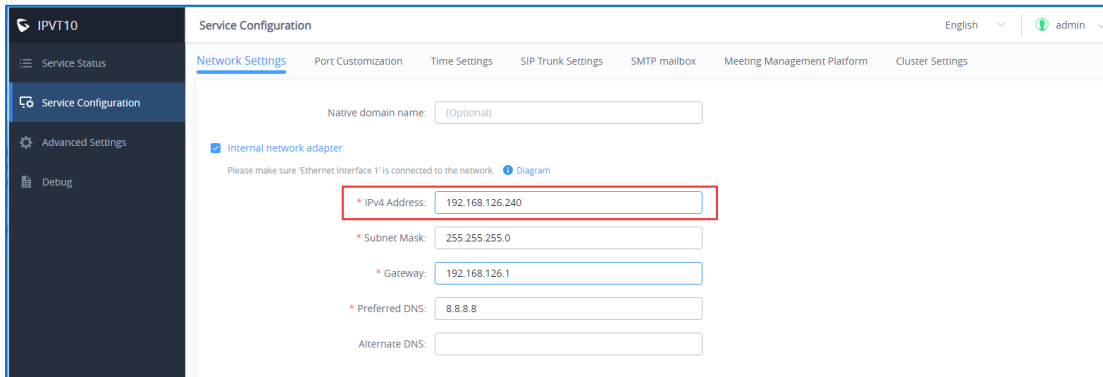 IPVT10
Service Configuration
English
admin
Service Status
Service Configuration
Advanced Settings
Debug
Network Settings
Port Customization
Time Settings
SIP Trunk Settings
SMTP mailbox
Meeting Management Platform
Cluster Settings
Native domain name: (Optional)
Internal network adapter
Please make sure 'Ethernet Interface 1' is connected to the network. Diagram
* IPv4 Address: 192.168.126.240
* Subnet Mask: 255.255.255.0
* Gateway: 192.168.126.1
* Preferred DNS: 8.8.8.8
Alternate DNS: